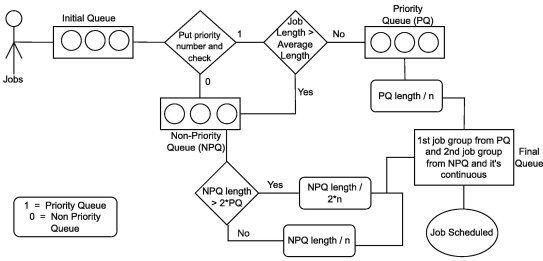 Initial Queue
Jobs
Put priority
number and
check
1
0
Job
Length >
Average
Length
No
Yes
Priority
Queue (PQ)
PQ length / n
Non-Priority
Queue (NPQ)
NPQ length
> 2*PQ
Yes
No
NPQ length /
2*n
NPQ length / n
1st job group from PQ
and 2nd job group
from NPQ and it's
continuous
Final
Queue
Job Scheduled
1 = Priority Queue
0 = Non Priority
Queue